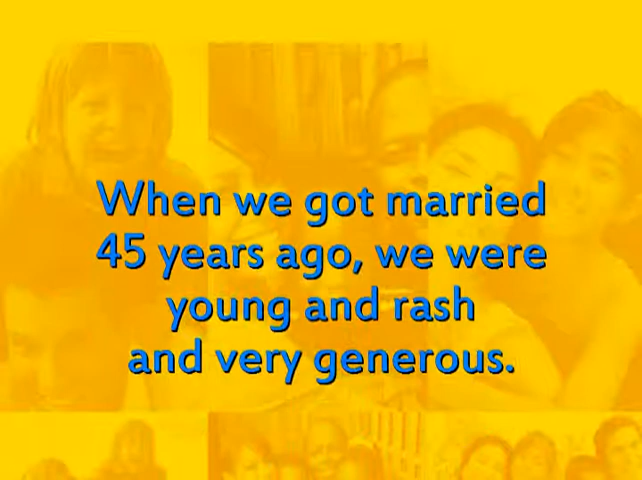 When we got married
45 years ago, we were
young and rash
and very generous.